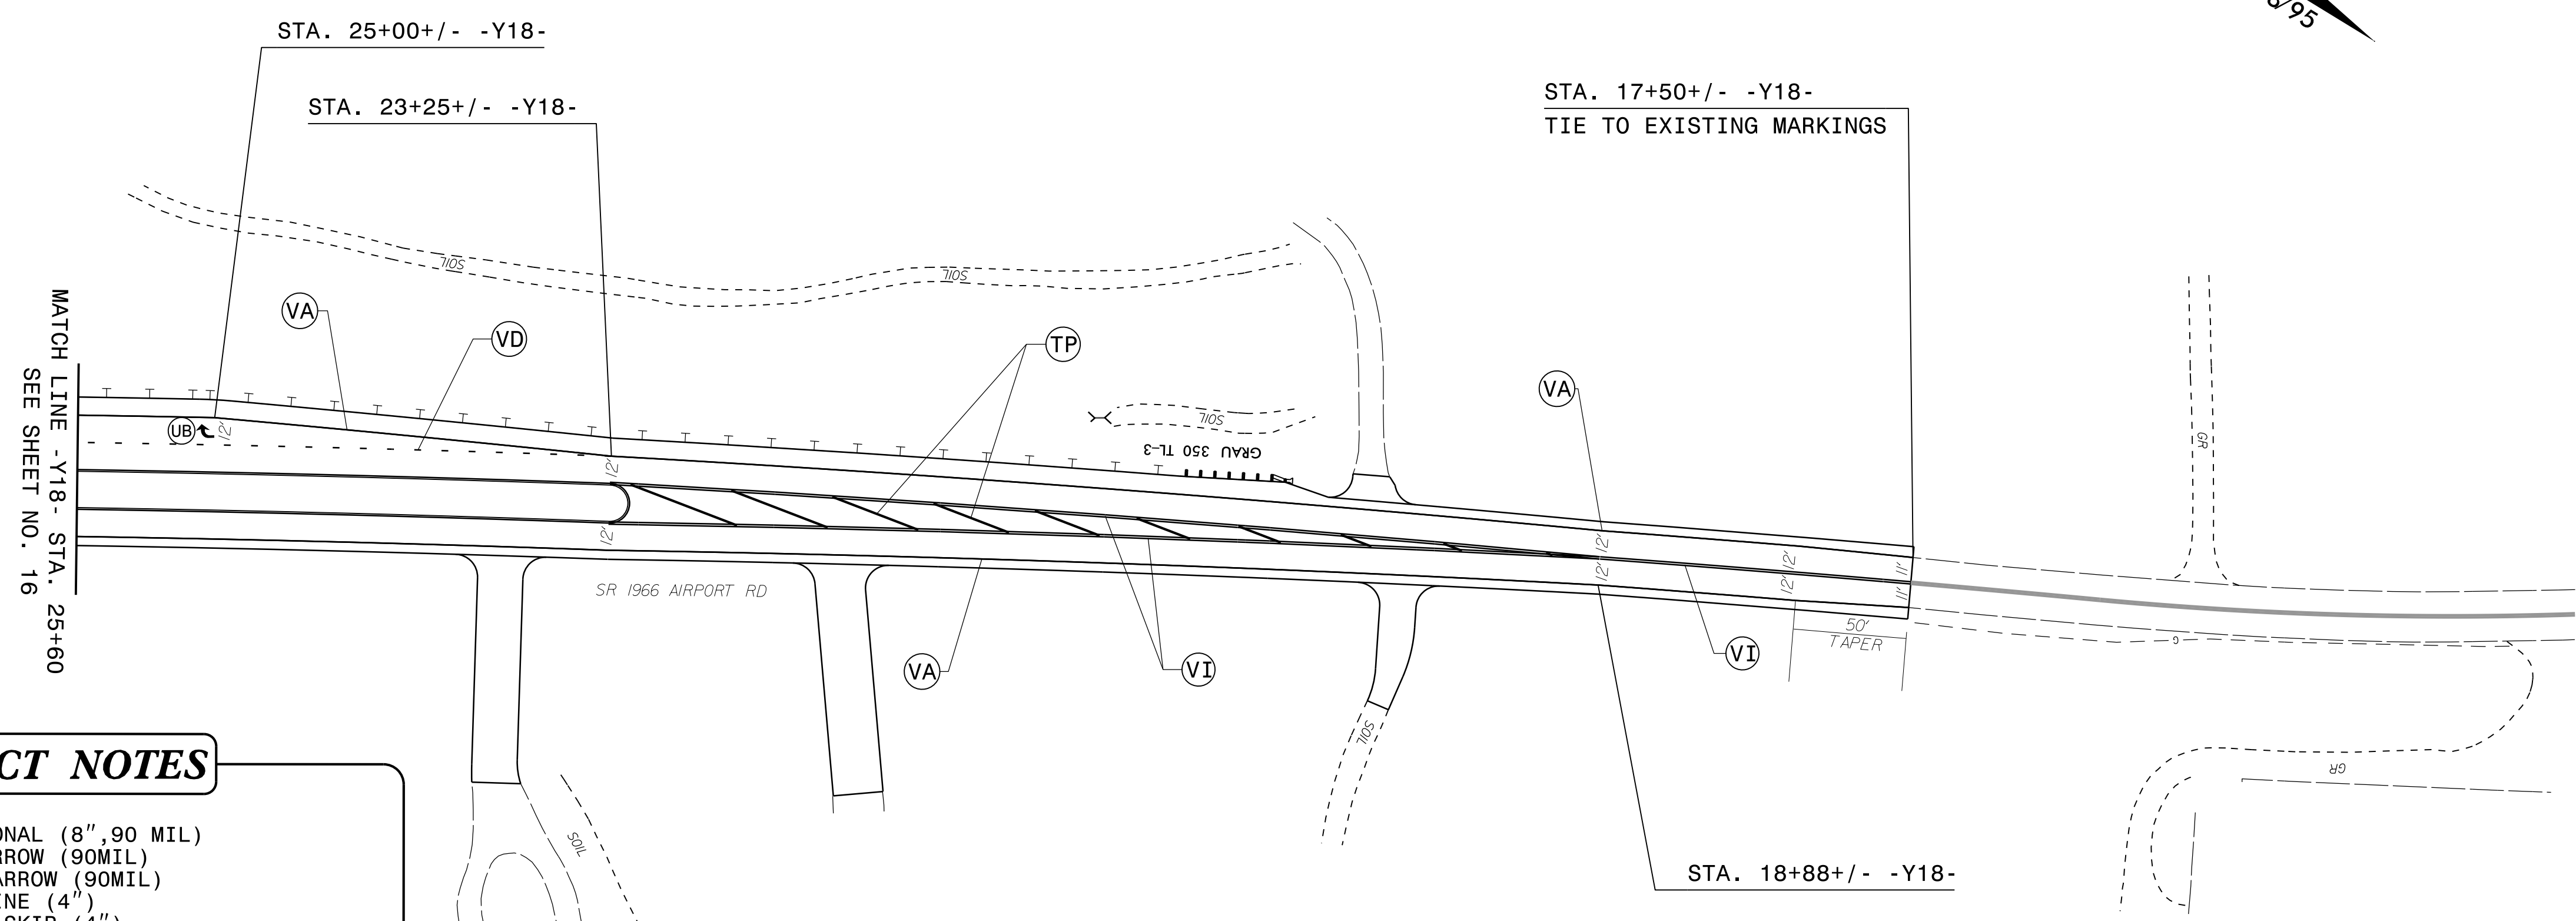 6/95
STA. 25+00+/- -Y18-
STA. 23+25+/- -Y18-
STA. 17+50+/- -Y18-
TIE TO EXISTING MARKINGS
SOIL
SOIL
VA
VD
TP
VA
SOIL
GRAU 350 TL-3
GR
MATCH LINE -Y18- STA. 25+60
SEE SHEET NO. 16
UB
12'
12'
12'
12'
12'
12'
12'
11'
11'
SR 1966 AIRPORT RD
50'
TAPER
G
VA
VI
VI
SOIL
SOIL
GR
STA. 18+88+/- -Y18-
CT NOTES
ONAL (8",90 MIL)
RROW (90MIL)
ARROW (90MIL)
INE (4")
SKIP (4")